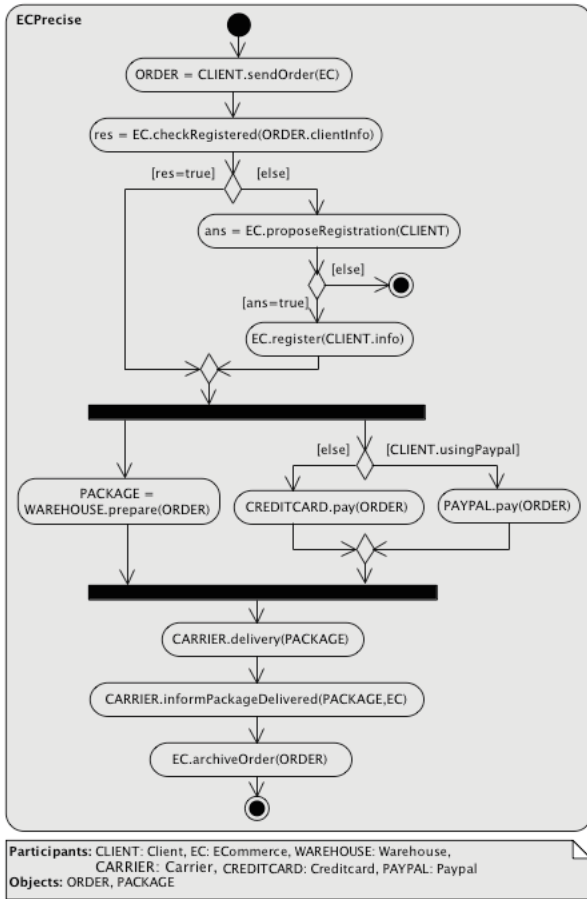 ECPrecise
ORDER = CLIENT.sendOrder(EC)
res = EC.checkRegistered(ORDER.clientInfo)
[res=true]
[else]
ans = EC.proposeRegistration(CLIENT)
[else]
[ans=true]
EC.register(CLIENT.info)
[else]
[CLIENT.usingPaypal]
PACKAGE =
WAREHOUSE.prepare(ORDER)
CREDITCARD.pay(ORDER)
PAYPAL.pay(ORDER)
CARRIER.delivery(PACKAGE)
CARRIER.informPackageDelivered(PACKAGE,EC)
EC.archiveOrder(ORDER)
Participants: CLIENT: Client, EC: ECommerce, WAREHOUSE: Warehouse,
CARRIER: Carrier, CREDITCARD: Creditcard, PAYPAL: Paypal
Objects: ORDER, PACKAGE